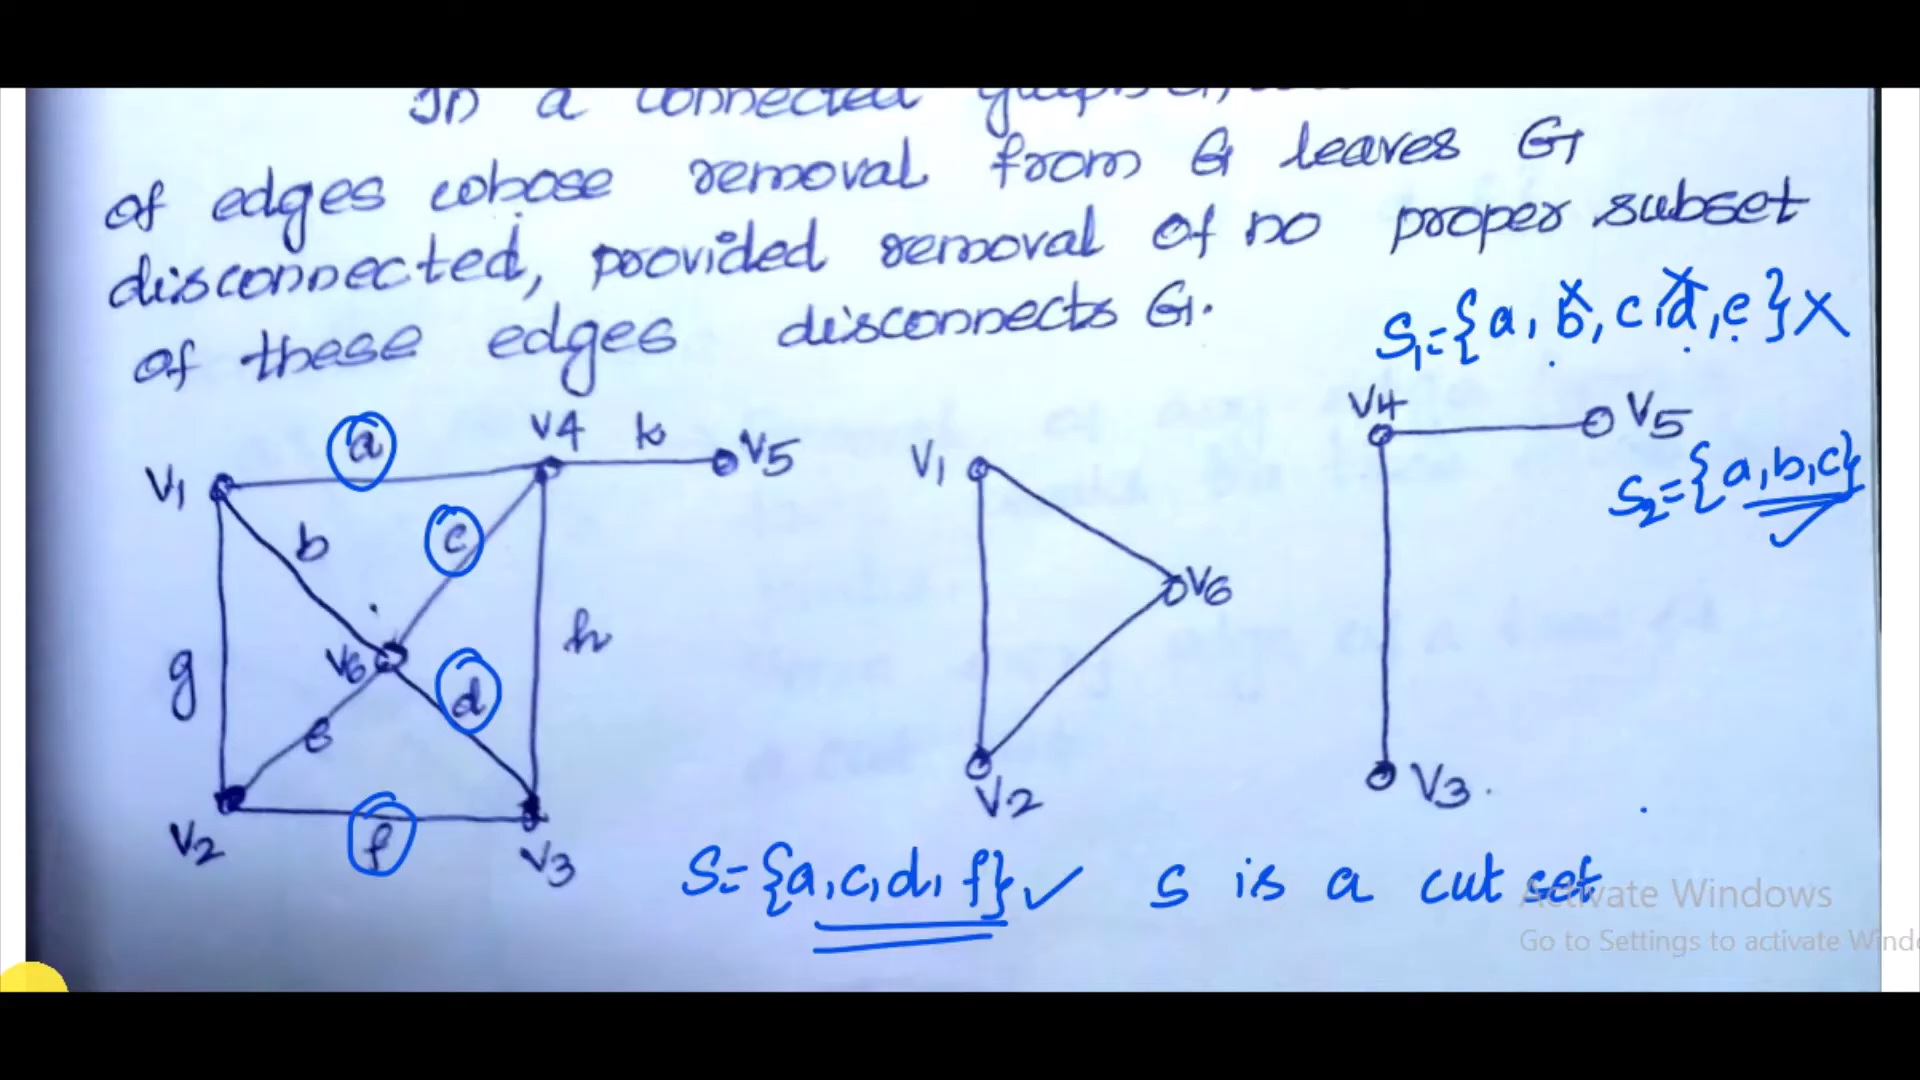 In a connected
of edges whose removal from G leaves G
disconnected, provided removal of no proper subset
of these edges disconnects G.
S1={a, b, c, d, e} X
a
V4
k
V5
V1
b
c
g
V6
h
d
e
V2
f
V3
V1
V6
V2
V4
V5
S2={a, b, c}
V3.
S={a, c, d, f} ✓ S is a cut set
Activate Windows
Go to Settings to activate